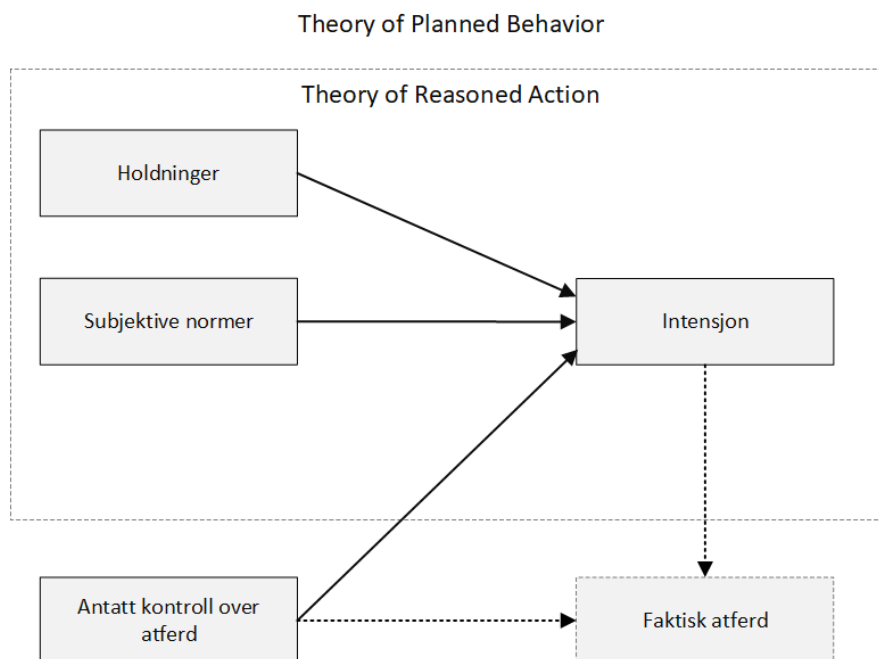 Theory of Planned Behavior
Theory of Reasoned Action
Holdninger
Subjektive normer
Intensjon
Antatt kontroll over
atferd
Faktisk atferd